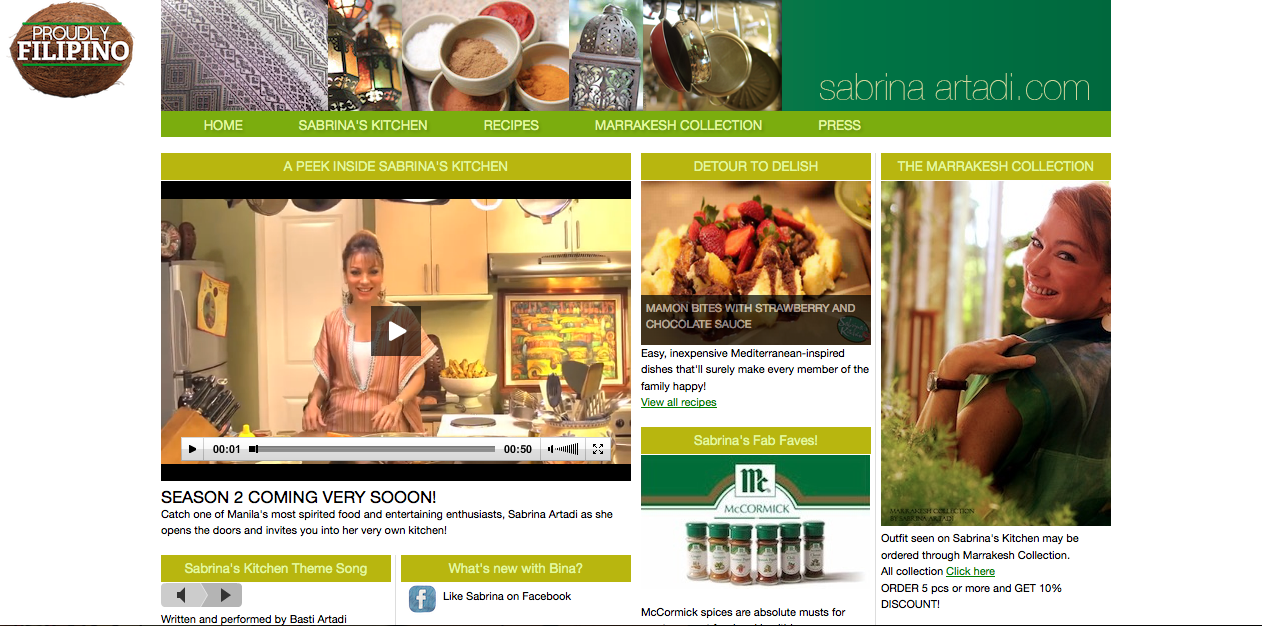 PROUDLY
FILIPINO
sabrina artadi.com
HOME SABRINA'S KITCHEN RECIPES MARRAKESH COLLECTION PRESS
A PEEK INSIDE SABRINA'S KITCHEN
00:01 00:50
SEASON 2 COMING VERY SOOON!
Catch one of Manila's most spirited food and entertaining enthusiasts, Sabrina Artadi as she
opens the doors and invites you into her very own kitchen!
Sabrina's Kitchen Theme Song
Written and performed by Basti Artadi
What's new with Bina?
Like Sabrina on Facebook
DETOUR TO DELISH
MAMON BITES WITH STRAWBERRY AND
CHOCOLATE SAUCE
Easy, inexpensive Mediterranean-inspired
dishes that'll surely make every member of the
family happy!
View all recipes
Sabrina's Fab Faves!
Mc
McCORMICK
McCormick spices are absolute musts for
THE MARRAKESH COLLECTION
MARRAKESH COLLECTION
BY SABRINA ARTADI
Outfit seen on Sabrina's Kitchen may be
ordered through Marrakesh Collection.
All collection Click here
ORDER 5 pcs or more and GET 10%
DISCOUNT!